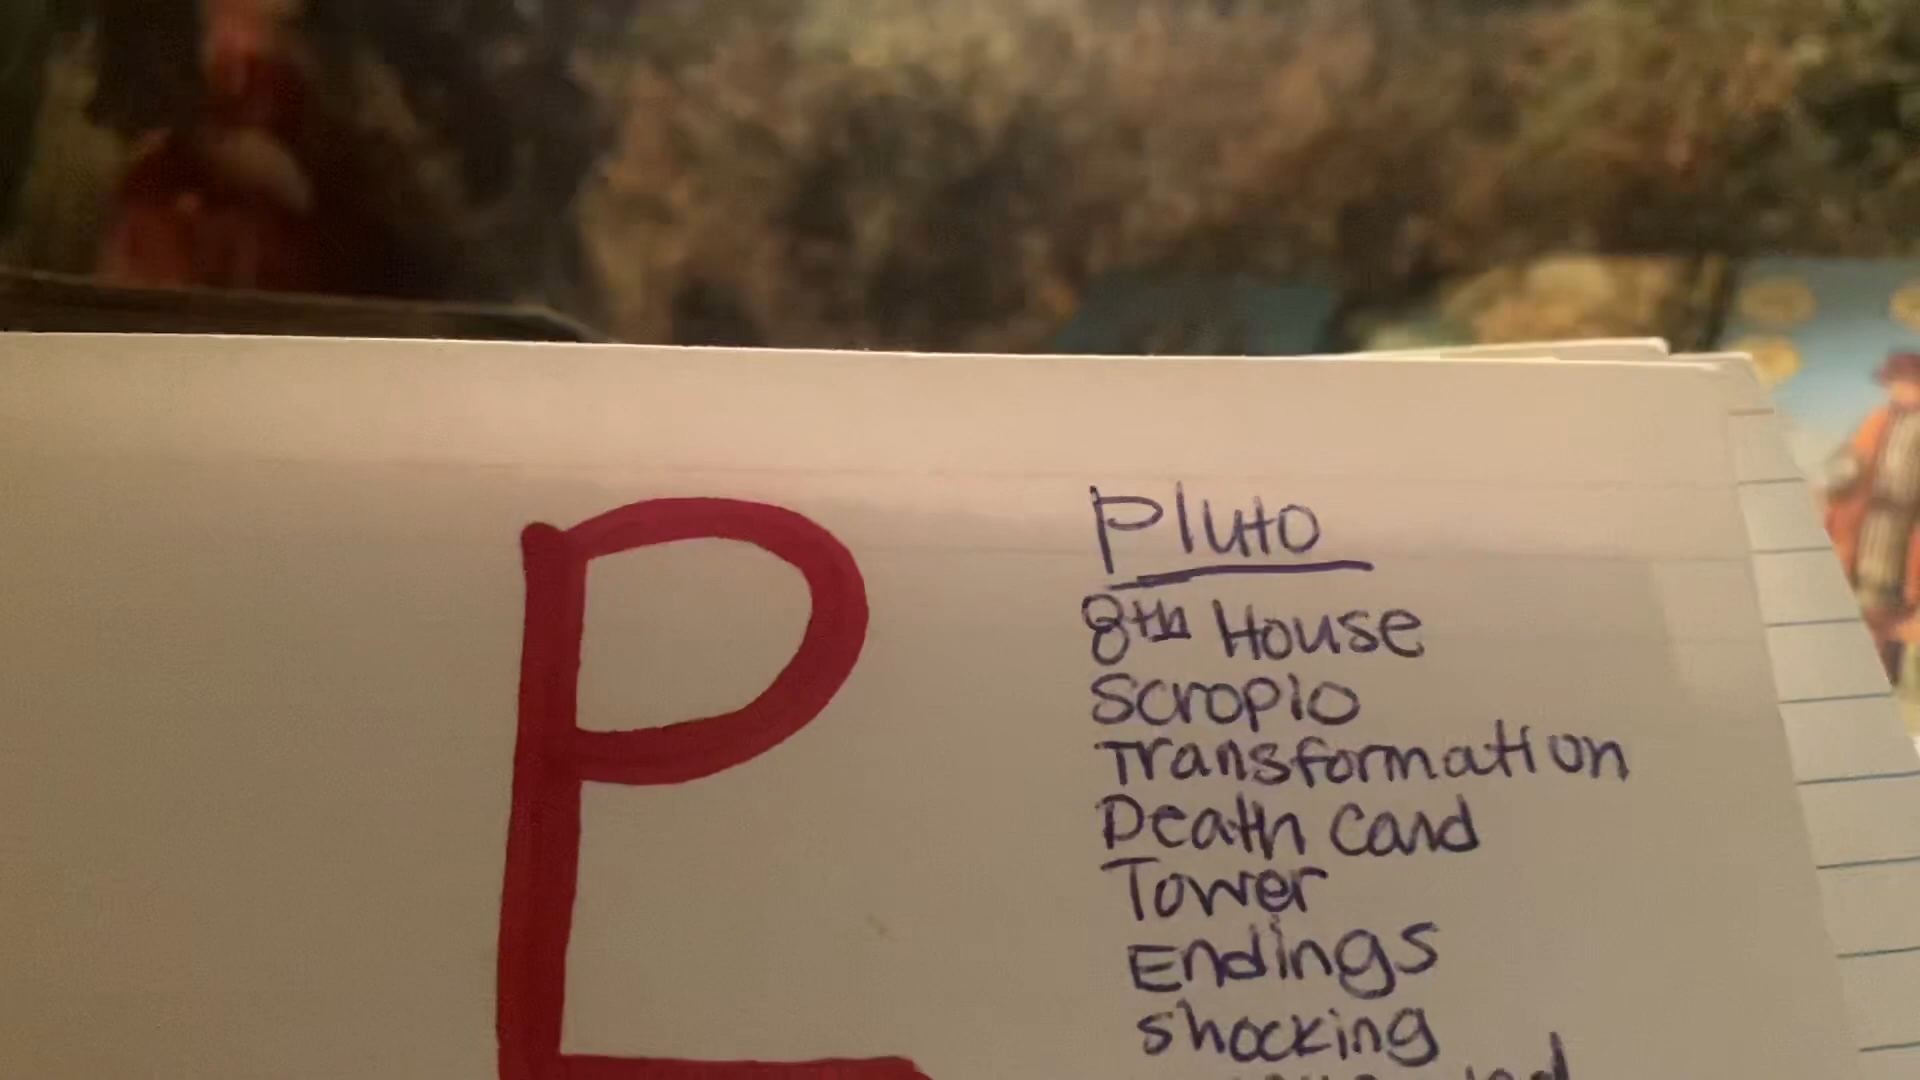 Pluto
8th House
Scropio
Transformation
Death Card
Tower
Endings
shocking